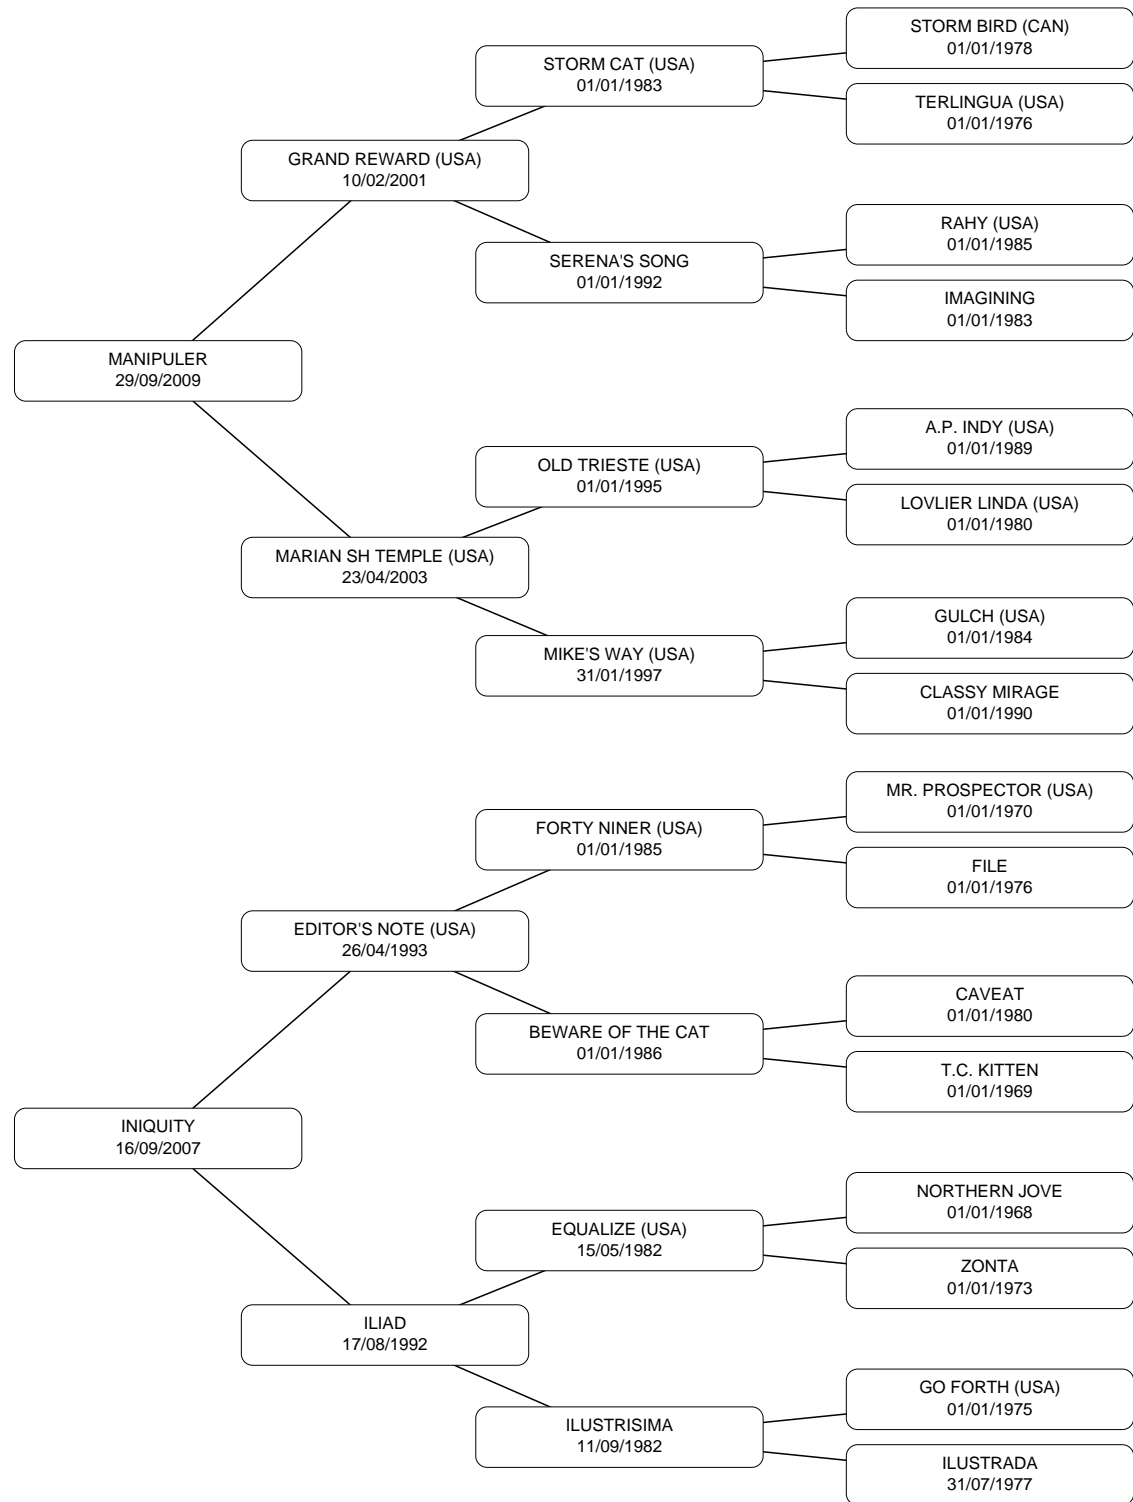 STORM BIRD (CAN)
01/01/1978
STORM CAT (USA)
01/01/1983
TERLINGUA (USA)
01/01/1976
GRAND REWARD (USA)
10/02/2001
RAHY (USA)
01/01/1985
SERENA'S SONG
01/01/1992
IMAGINING
01/01/1983
MANIPULER
29/09/2009
A.P. INDY (USA)
01/01/1989
OLD TRIESTE (USA)
01/01/1995
LOVLIER LINDA (USA)
01/01/1980
MARIAN SH TEMPLE (USA)
23/04/2003
GULCH (USA)
01/01/1984
MIKE'S WAY (USA)
31/01/1997
CLASSY MIRAGE
01/01/1990
MR. PROSPECTOR (USA)
01/01/1970
FORTY NINER (USA)
01/01/1985
FILE
01/01/1976
EDITOR'S NOTE (USA)
26/04/1993
CAVEAT
01/01/1980
BEWARE OF THE CAT
01/01/1986
T.C. KITTEN
01/01/1969
INIQUITY
16/09/2007
NORTHERN JOVE
01/01/1968
EQUALIZE (USA)
15/05/1982
ZONTA
01/01/1973
ILIAD
17/08/1992
GO FORTH (USA)
01/01/1975
ILUSTRISIMA
11/09/1982
ILUSTRADA
31/07/1977